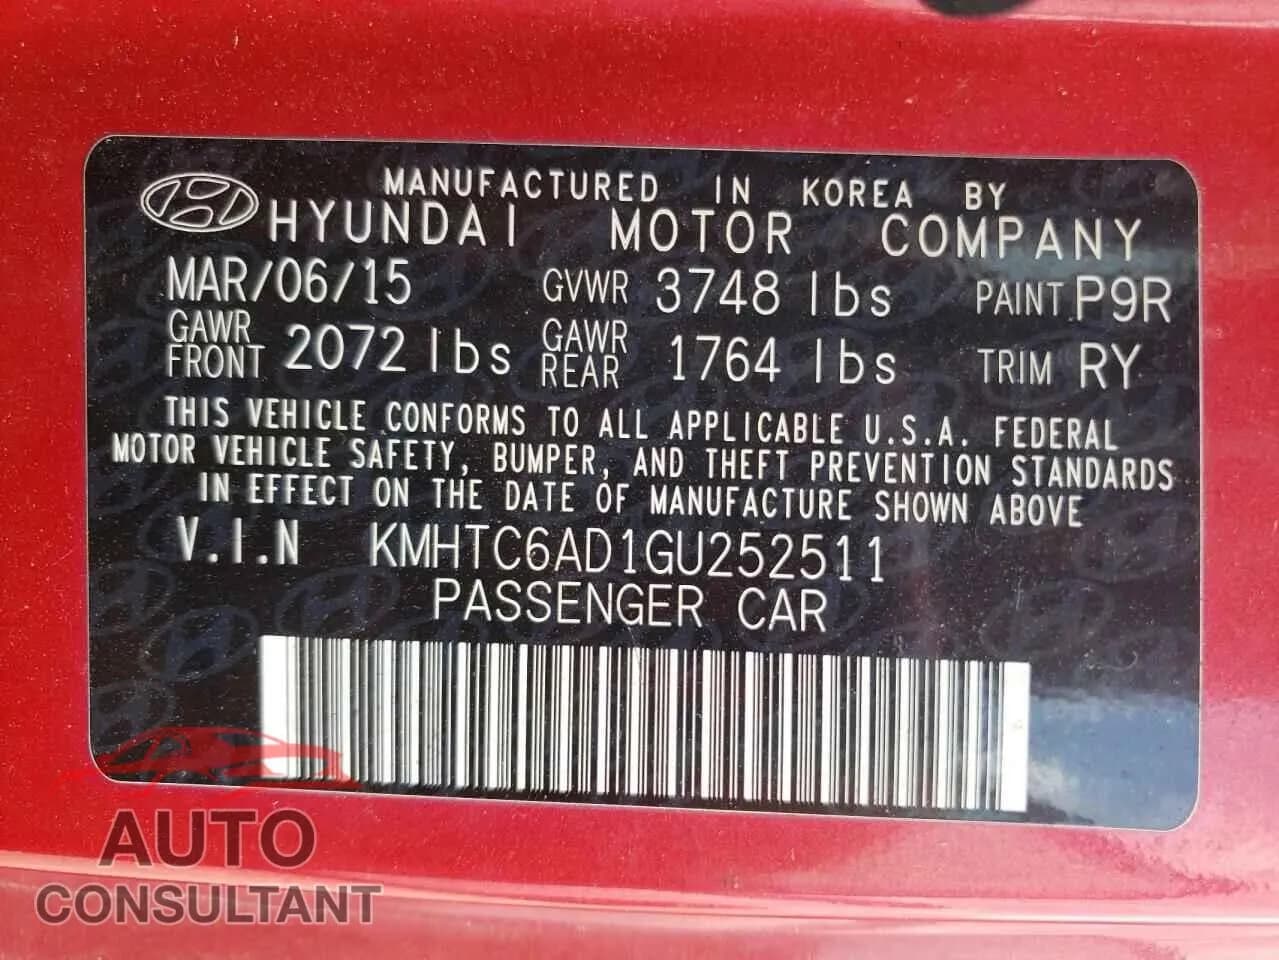 MANUFACTURED IN KOREA BY
HYUNDAI MOTOR COMPANY
MAR/06/15 GVWR 3748 lbs PAINT P9R
GAWR FRONT 2072 lbs GAWR REAR 1764 lbs TRIM RY
THIS VEHICLE CONFORMS TO ALL APPLICABLE U.S.A. FEDERAL
MOTOR VEHICLE SAFETY, BUMPER, AND THEFT PREVENTION STANDARDS
IN EFFECT ON THE DATE OF MANUFACTURE SHOWN ABOVE
V.I.N KMHTC6AD1GU252511
PASSENGER CAR
AUTO
CONSULTANT